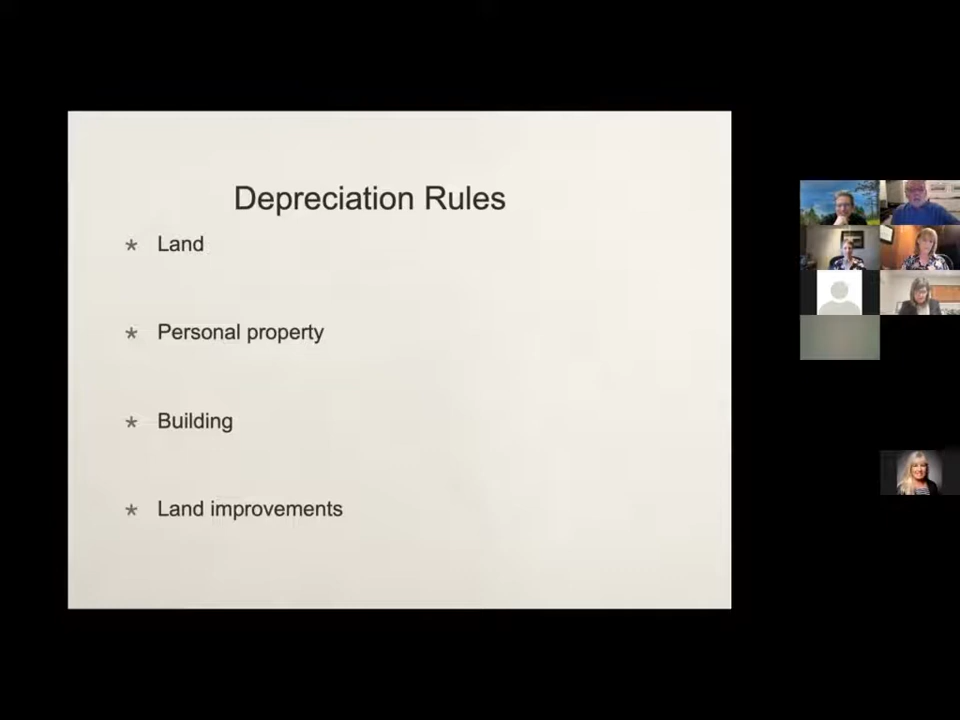 Depreciation Rules
* Land
* Personal property
* Building
* Land improvements